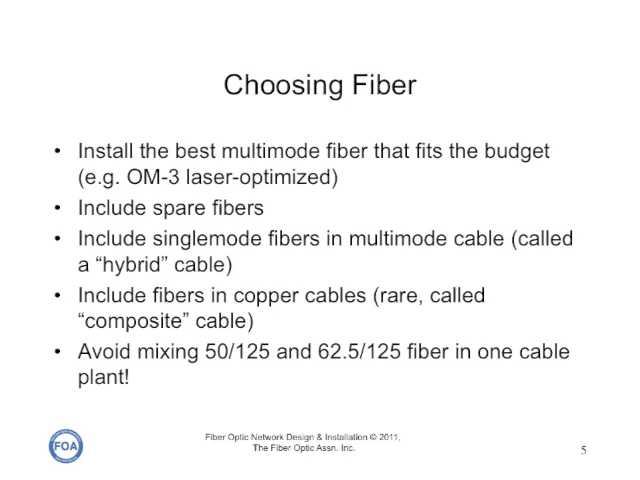 Choosing Fiber
• Install the best multimode fiber that fits the budget
(e.g. OM-3 laser-optimized)
• Include spare fibers
• Include singlemode fibers in multimode cable (called
a “hybrid” cable)
• Include fibers in copper cables (rare, called
“composite” cable)
• Avoid mixing 50/125 and 62.5/125 fiber in one cable
plant!
FOA
Fiber Optic Network Design & Installation © 2011,
The Fiber Optic Assn. Inc.
5